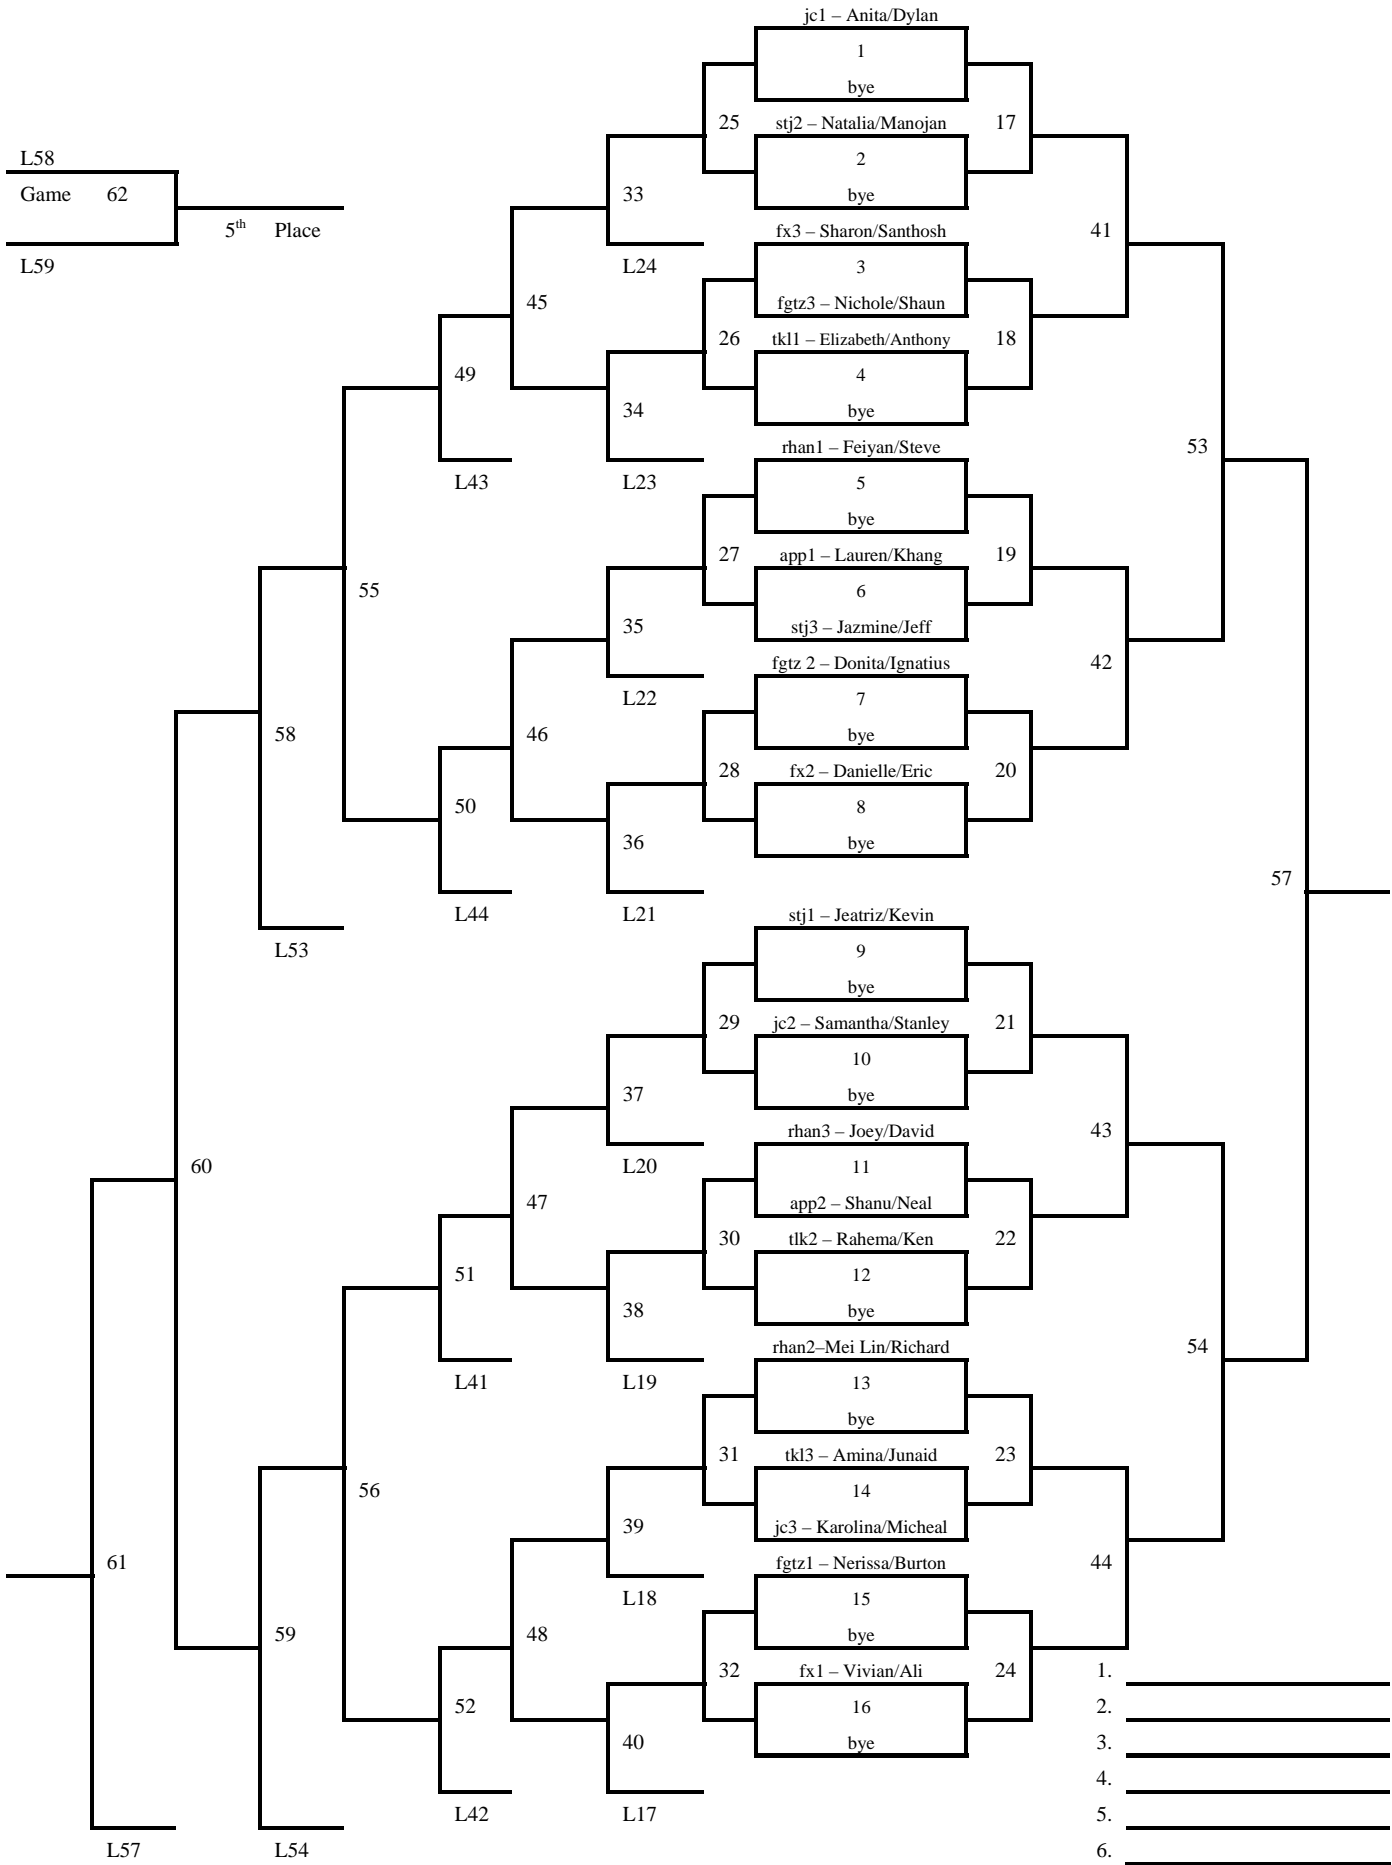 jc1 – Anita/Dylan
1
bye
25
stj2 – Natalia/Manojan
17
L58
2
Game 62
33
bye
5th Place
fx3 – Sharon/Santhosh
41
L59
L24
3
45
fgtz3 – Nichole/Shaun
26
tkl1 – Elizabeth/Anthony
18
49
4
34
bye
rhan1 – Feiyan/Steve
53
L43
L23
5
bye
27
app1 – Lauren/Khang
19
55
6
35
stj3 – Jazmine/Jeff
fgtz 2 – Donita/Ignatius
42
L22
7
58
46
bye
28
fx2 – Danielle/Eric
20
50
8
36
bye
57
L44
L21
stj1 – Jeatriz/Kevin
L53
9
bye
29
jc2 – Samantha/Stanley
21
10
37
bye
rhan3 – Joey/David
43
60
L20
11
47
app2 – Shanu/Neal
30
tlk2 – Rahema/Ken
22
51
12
38
bye
rhan2–Mei Lin/Richard
54
L41
L19
13
bye
31
tkl3 – Amina/Junaid
23
56
14
39
jc3 – Karolina/Micheal
61
fgtz1 – Nerissa/Burton
44
L18
15
59
48
bye
32
fx1 – Vivian/Ali
24
1.
52
16
2.
40
bye
3.
4.
L42
L17
5.
L57
L54
6.